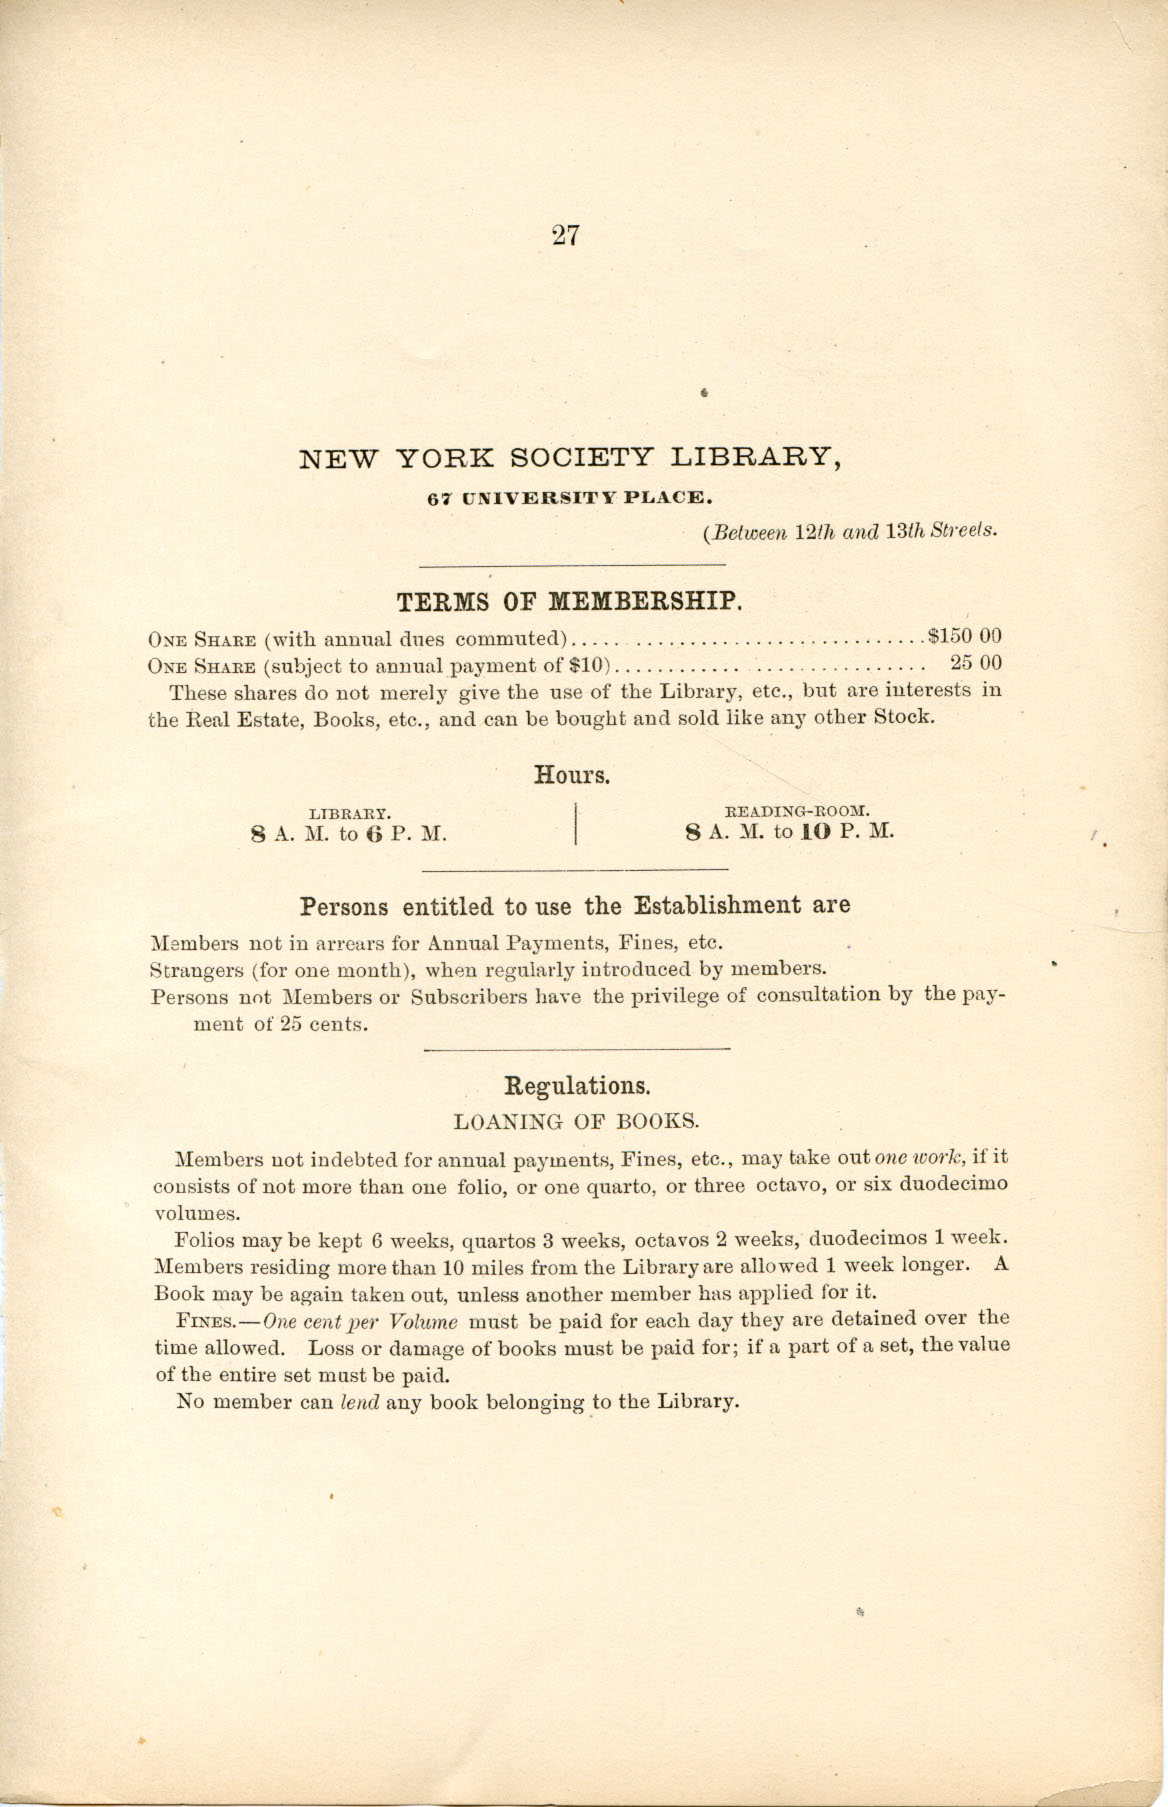 27
NEW YORK SOCIETY LIBRARY,
67 UNIVERSITY PLACE.
(Between 12th and 13th Streets.
TERMS OF MEMBERSHIP.
ONE SHARE (with annual dues commuted)..................................$150 00
ONE SHARE (subject to annual payment of $10)............................ 25 00
These shares do not merely give the use of the Library, etc., but are interests in
the Real Estate, Books, etc., and can be bought and sold like any other Stock.
Hours.
LIBRARY.
8 A. M. to 6 P. M.
READING-ROOM.
8 A. M. to 10 P. M.
Persons entitled to use the Establishment are
Members not in arrears for Annual Payments, Fines, etc.
Strangers (for one month), when regularly introduced by members.
Persons not Members or Subscribers have the privilege of consultation by the pay-
ment of 25 cents.
Regulations.
LOANING OF BOOKS.
Members not indebted for annual payments, Fines, etc., may take out one work, if it
consists of not more than one folio, or one quarto, or three octavo, or six duodecimo
volumes.
Folios may be kept 6 weeks, quartos 3 weeks, octavos 2 weeks, duodecimos 1 week.
Members residing more than 10 miles from the Library are allowed 1 week longer. A
Book may be again taken out, unless another member has applied for it.
FINES.—One cent per Volume must be paid for each day they are detained over the
time allowed. Loss or damage of books must be paid for; if a part of a set, the value
of the entire set must be paid.
No member can lend any book belonging to the Library.